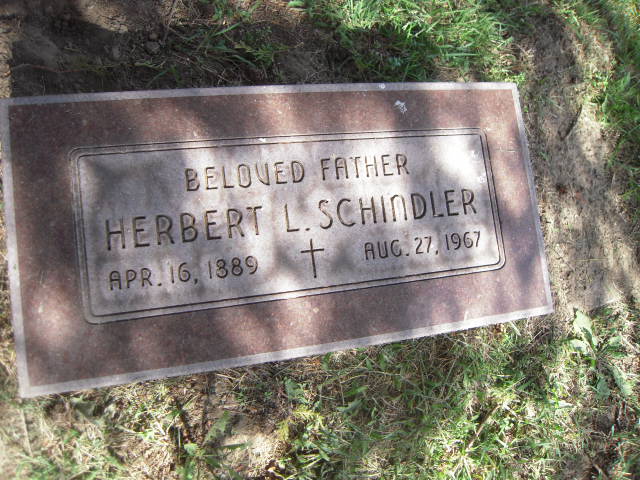 BELOVED FATHER
HERBERT L. SCHINDLER
APR. 16, 1889 AUG. 27, 1967